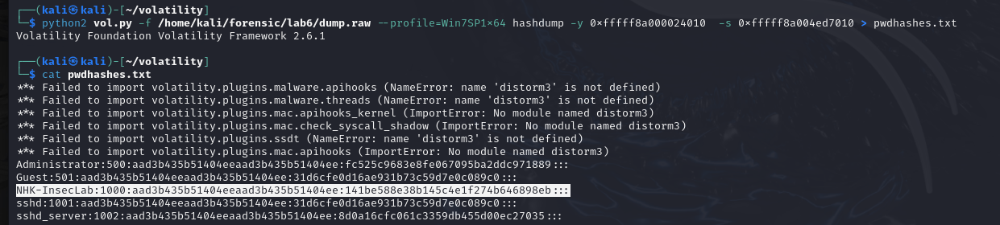 ┌──(kali㉿kali)-[~/volatility]
└─$ python2 vol.py -f /home/kali/forensic/lab6/dump.raw --profile=Win7SP1×64 hashdump -y 0×fffff8a000024010  -s 0×fffff8a004ed7010 > pwdhashes.txt
Volatility Foundation Volatility Framework 2.6.1
┌──(kali㉿kali)-[~/volatility]
└─$ cat pwdhashes.txt
*** Failed to import volatility.plugins.malware.apihooks (NameError: name 'distorm3' is not defined)
*** Failed to import volatility.plugins.malware.threads (NameError: name 'distorm3' is not defined)
*** Failed to import volatility.plugins.mac.apihooks_kernel (ImportError: No module named distorm3)
*** Failed to import volatility.plugins.mac.check_syscall_shadow (ImportError: No module named distorm3)
*** Failed to import volatility.plugins.ssdt (NameError: name 'distorm3' is not defined)
*** Failed to import volatility.plugins.mac.apihooks (ImportError: No module named distorm3)
Administrator:500:aad3b435b51404eeaad3b435b51404ee:fc525c9683e8fe067095ba2ddc971889:::
Guest:501:aad3b435b51404eeaad3b435b51404ee:31d6cfe0d16ae931b73c59d7e0c089c0:::
NHK-InsecLab:1000:aad3b435b51404eeaad3b435b51404ee:141be588e38b145c4e1f274b646898eb:::
sshd:1001:aad3b435b51404eeaad3b435b51404ee:31d6cfe0d16ae931b73c59d7e0c089c0:::
sshd_server:1002:aad3b435b51404eeaad3b435b51404ee:8d0a16cfc061c3359db455d00ec27035:::